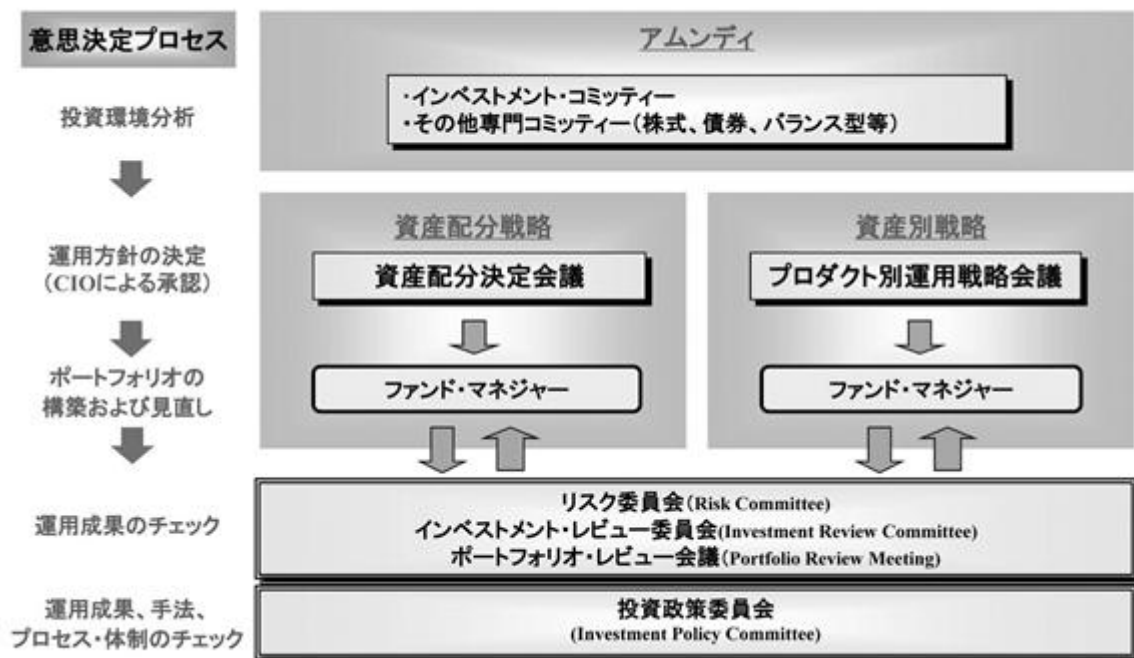 意思決定プロセス
アムンディ
・インベストメント・コミッティー
・その他専門コミッティー(株式、債券、バランス型等)
投資環境分析
資産配分戦略
資産別戦略
運用方針の決定
(CIOによる承認)
資産配分決定会議
プロダクト別運用戦略会議
ポートフォリオの
構築および見直し
ファンド・マネジャー
ファンド・マネジャー
運用成果のチェック
リスク委員会(Risk Committee)
インベストメント・レビュー委員会(Investment Review Committee)
ポートフォリオ・レビュー会議(Portfolio Review Meeting)
運用成果、手法、
プロセス・体制のチェック
投資政策委員会
(Investment Policy Committee)